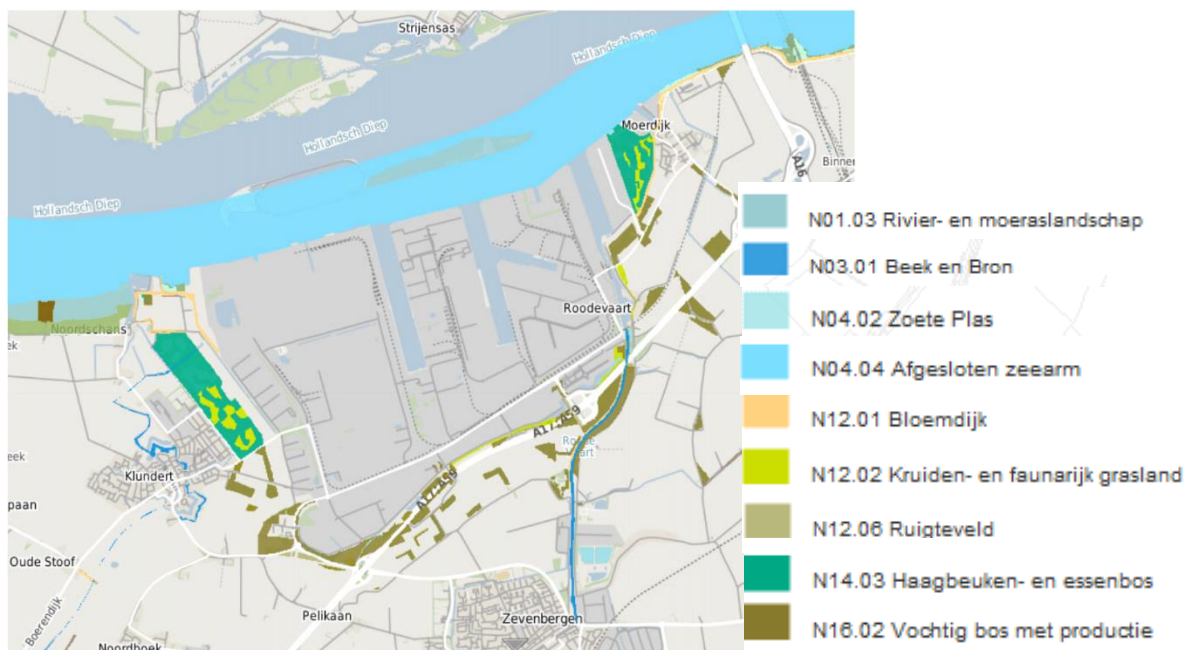 Strijensas
Hollandsch Diep
Hollandsch Diep
Hollandsch Diep
Moerdijk
A16
Binnen
Noordschans
Roodevaart
A17;A59
A17;A59
Klundert
Oude Stoof
Boerendijk
Pelikaan
Zevenbergen
Noordhoek
N01.03 Rivier- en moeraslandschap
N03.01 Beek en Bron
N04.02 Zoete Plas
N04.04 Afgesloten zeearm
N12.01 Bloemdijk
N12.02 Kruiden- en faunarijk grasland
N12.06 Ruigteveld
N14.03 Haagbeuken- en essenbos
N16.02 Vochtig bos met productie